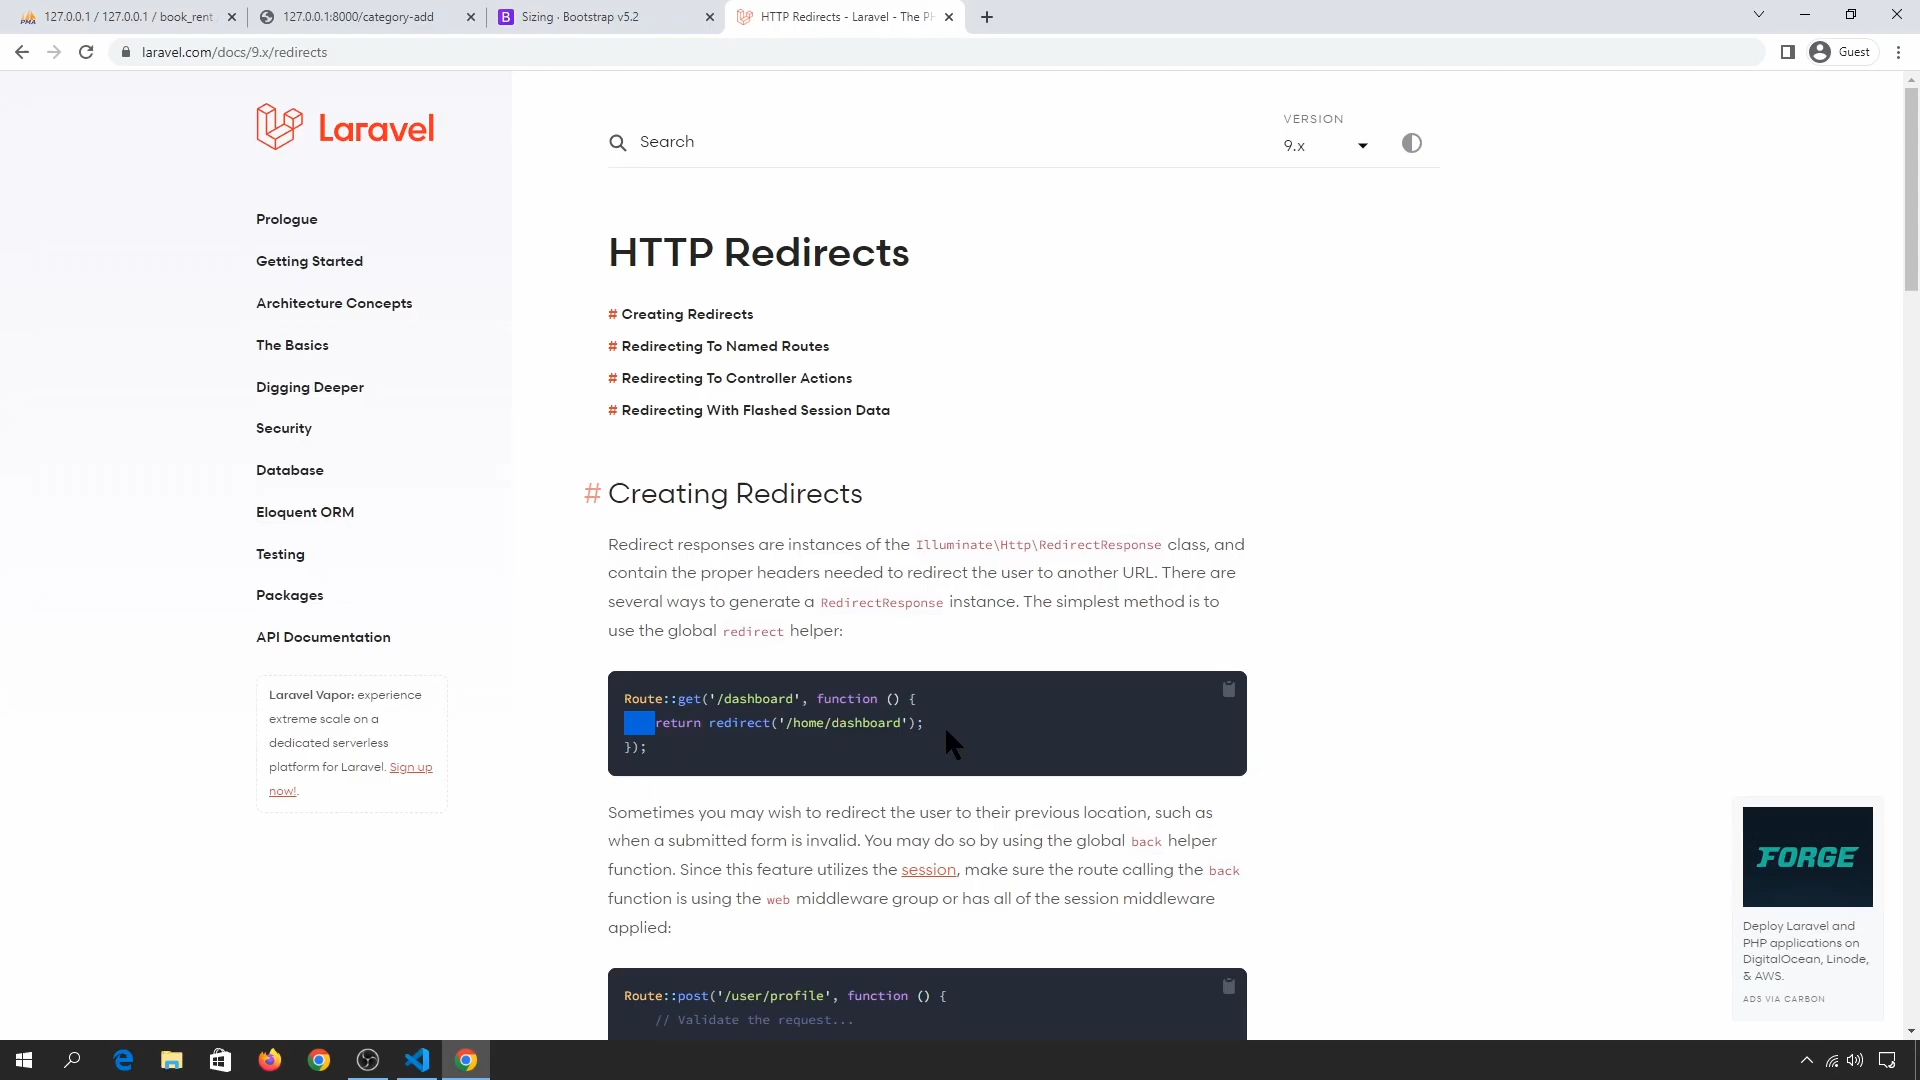 127.0.0.1 / 127.0.0.1 / book_rent
127.0.0.1:8000/category-add
Sizing · Bootstrap v5.2
HTTP Redirects - Laravel - The P
laravel.com/docs/9.x/redirects
Guest
Laravel
Search
VERSION
9.x
Prologue
Getting Started
Architecture Concepts
The Basics
Digging Deeper
Security
Database
Eloquent ORM
Testing
Packages
API Documentation
Laravel Vapor: experience
extreme scale on a
dedicated serverless
platform for Laravel. Sign up
now!.
HTTP Redirects
# Creating Redirects
# Redirecting To Named Routes
# Redirecting To Controller Actions
# Redirecting With Flashed Session Data
# Creating Redirects
Redirect responses are instances of the Illuminate\Http\RedirectResponse class, and
contain the proper headers needed to redirect the user to another URL. There are
several ways to generate a RedirectResponse instance. The simplest method is to
use the global redirect helper:
Route::get('/dashboard', function () {
return redirect('/home/dashboard');
});
Sometimes you may wish to redirect the user to their previous location, such as
when a submitted form is invalid. You may do so by using the global back helper
function. Since this feature utilizes the session, make sure the route calling the back
function is using the web middleware group or has all of the session middleware
applied:
Route::post('/user/profile', function () {
// Validate the request...
FORGE
Deploy Laravel and
PHP applications on
DigitalOcean, Linode,
& AWS.
ADS VIA CARBON